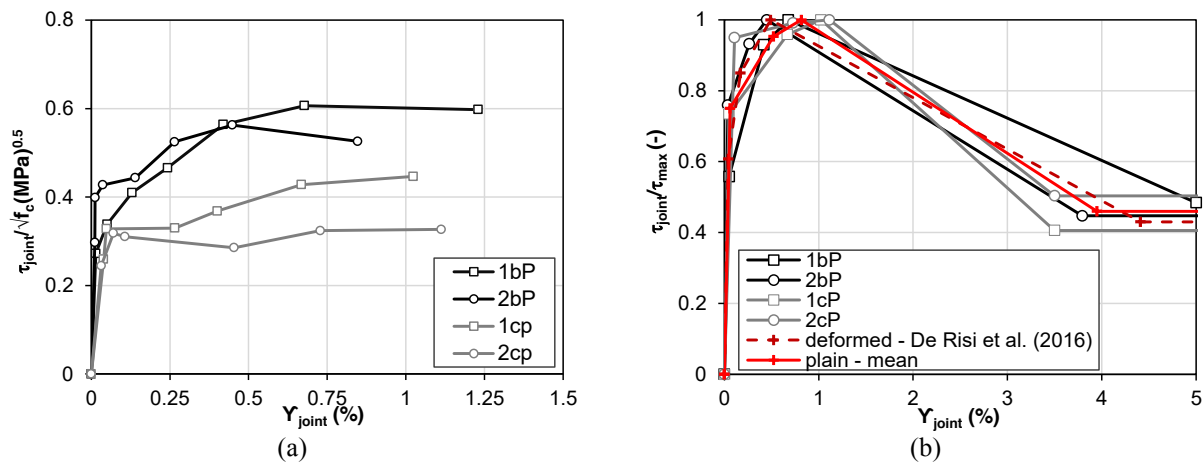 τjoint/√fc(MPa)^0.5
0.8
0.6
0.4
0.2
0
0
0.25
0.5
0.75
1
1.25
1.5
ϒjoint (%)
1bP
2bP
1cp
2cp
(a)
τjoint/τmax (-)
1
0.8
0.6
0.4
0.2
0
0
1
2
3
4
5
ϒjoint (%)
1bP
2bP
1cP
2cP
deformed - De Risi et al. (2016)
plain - mean
(b)